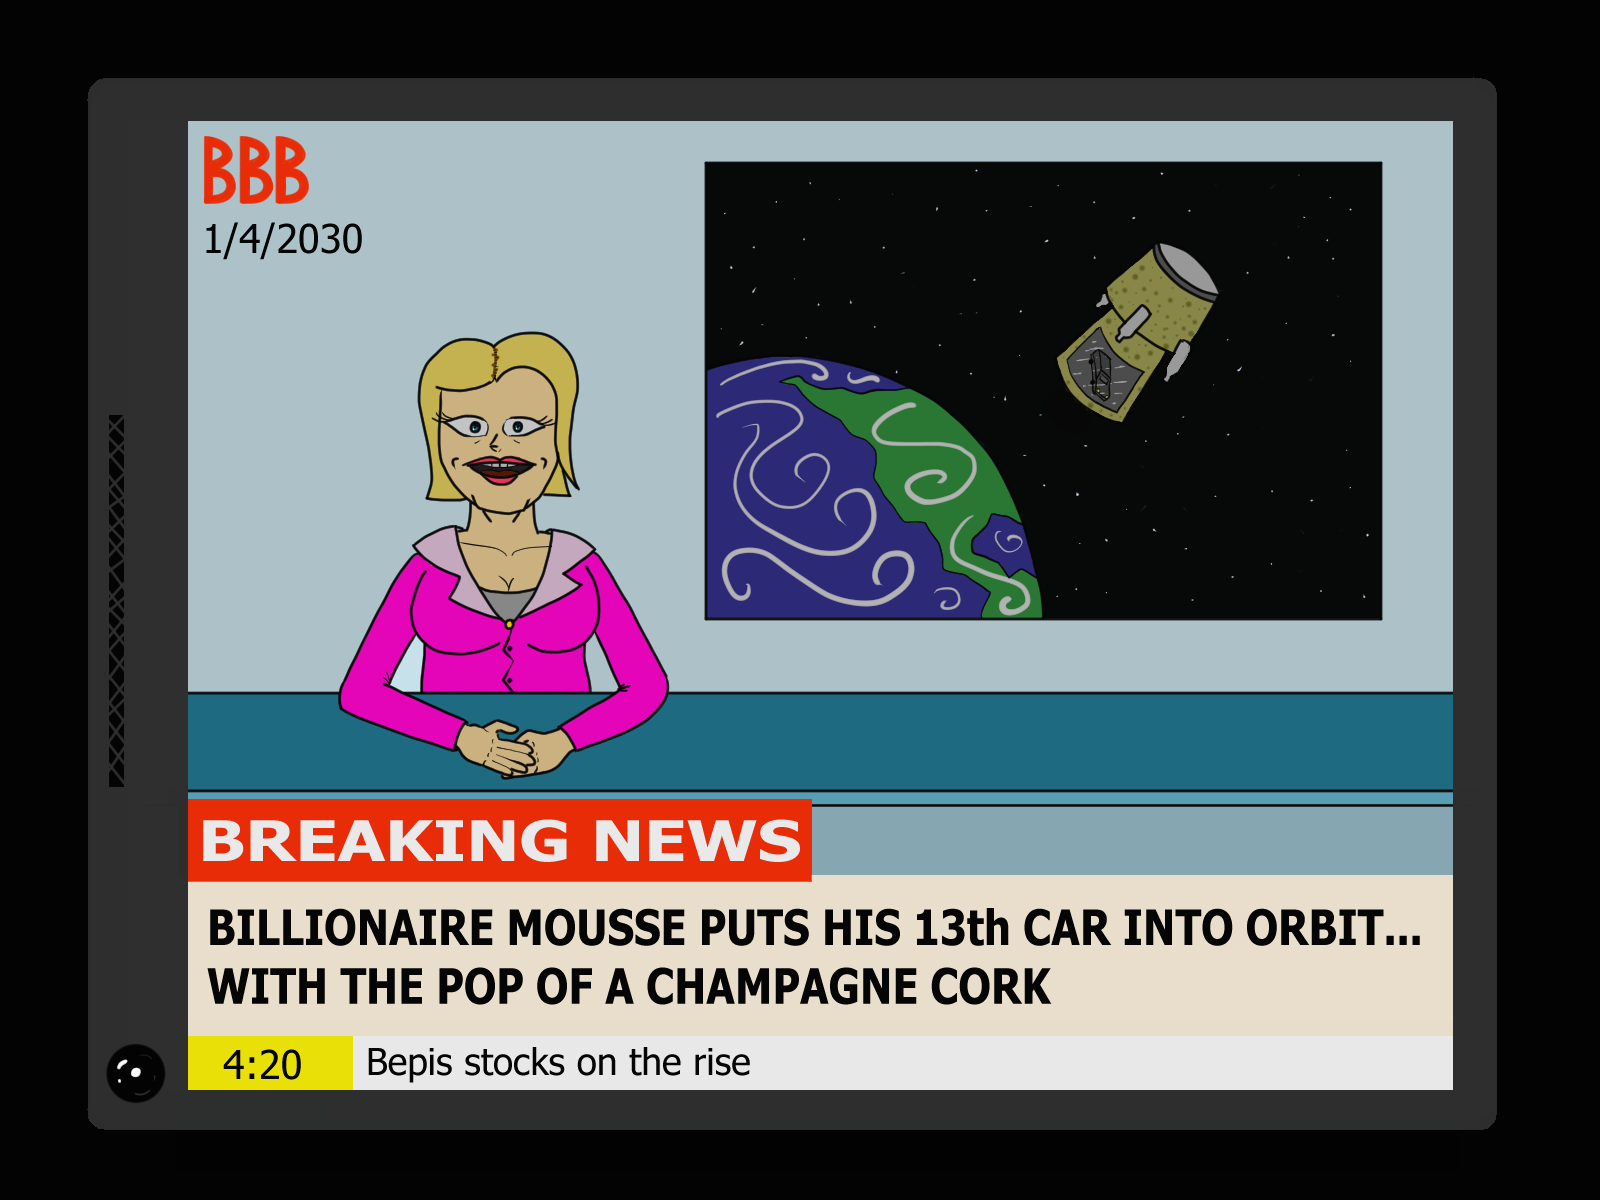 BBB
1/4/2030
BREAKING NEWS
BILLIONAIRE MOUSSE PUTS HIS 13th CAR INTO ORBIT...
WITH THE POP OF A CHAMPAGNE CORK
4:20 Bepis stocks on the rise